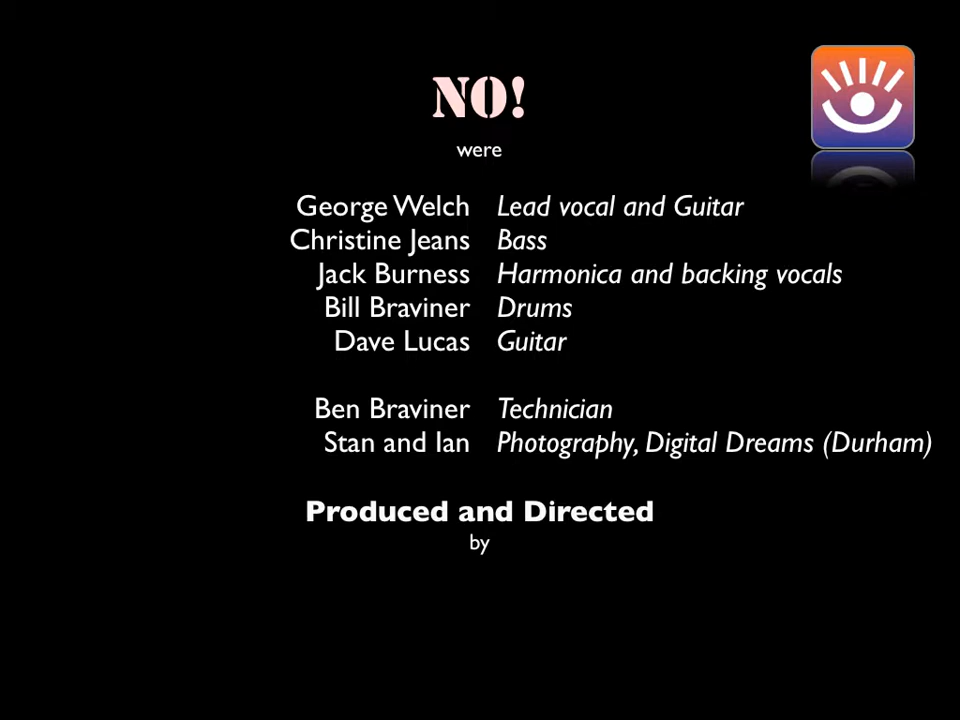 NO!
were
George Welch Lead vocal and Guitar
Christine Jeans Bass
Jack Burness Harmonica and backing vocals
Bill Braviner Drums
Dave Lucas Guitar
Ben Braviner Technician
Stan and Ian Photography, Digital Dreams (Durham)
Produced and Directed
by